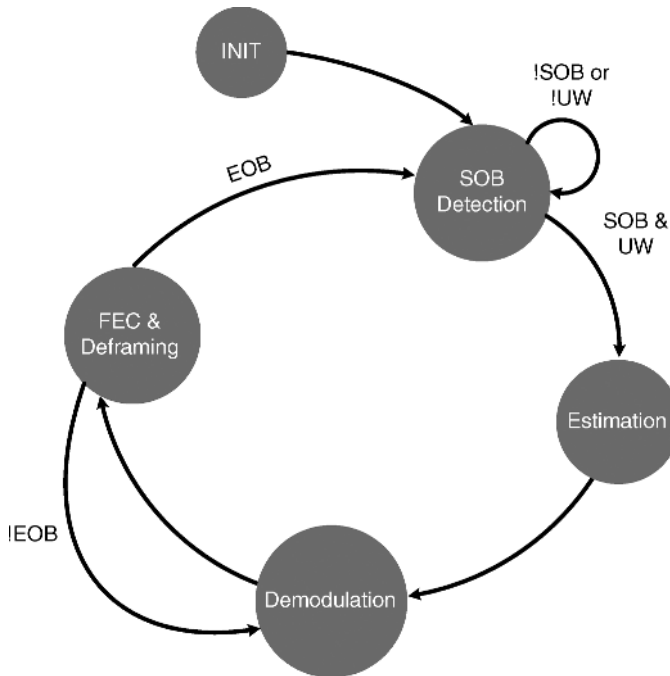 INIT
!SOB or
!UW
EOB
SOB
Detection
SOB &
UW
FEC &
Deframing
Estimation
!EOB
Demodulation